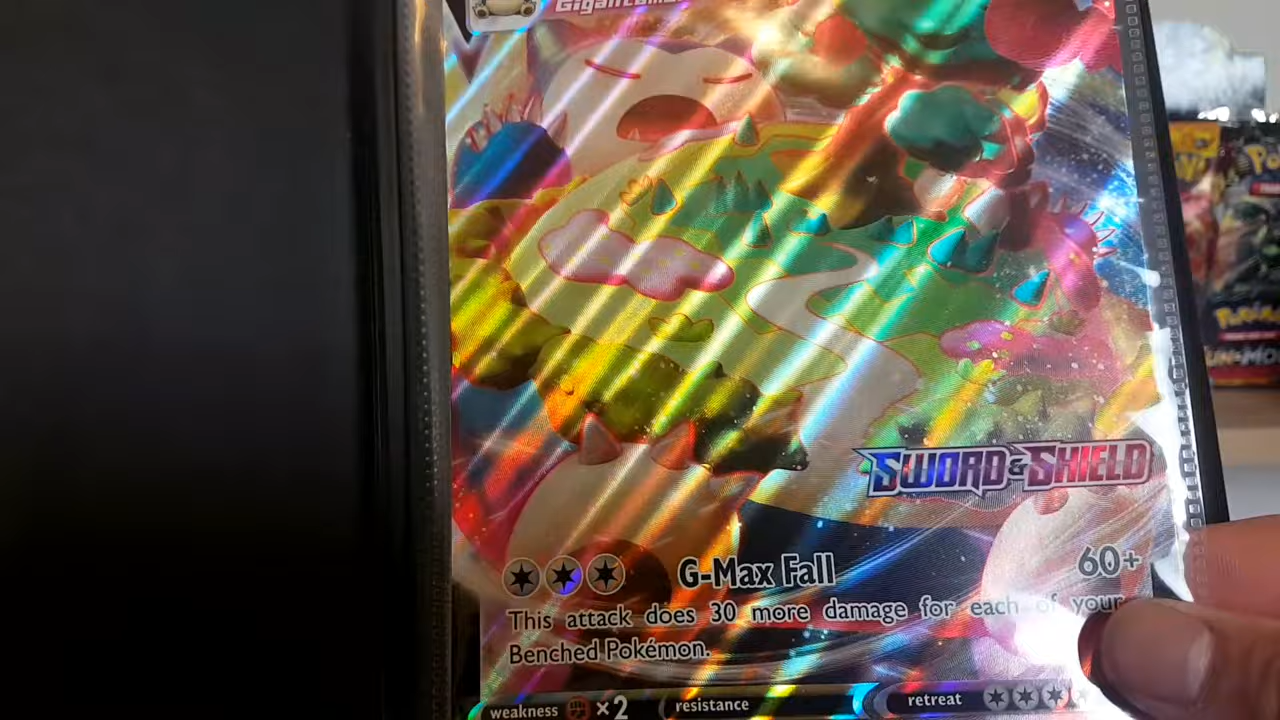 Gigantamax
SWORD & SHIELD
G-Max Fall 60+
This attack does 30 more damage for each of your
Benched Pokémon.
weakness ×2 resistance retreat